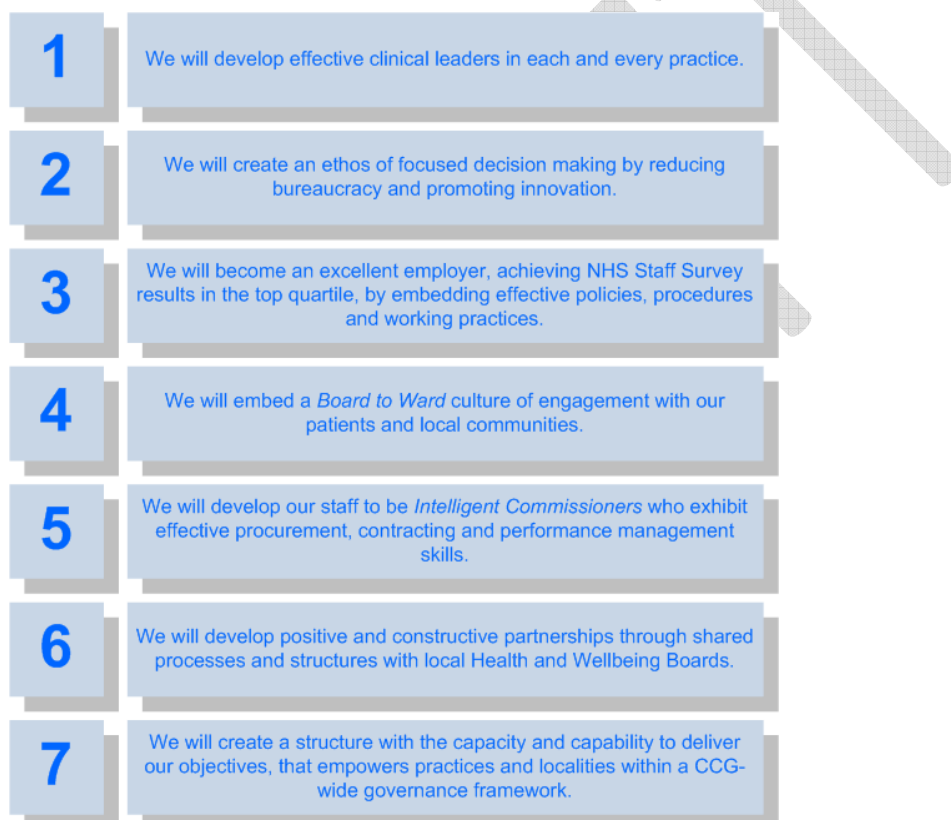 1
We will develop effective clinical leaders in each and every practice.
2
We will create an ethos of focused decision making by reducing
bureaucracy and promoting innovation.
3
We will become an excellent employer, achieving NHS Staff Survey
results in the top quartile, by embedding effective policies, procedures
and working practices.
4
We will embed a Board to Ward culture of engagement with our
patients and local communities.
5
We will develop our staff to be Intelligent Commissioners who exhibit
effective procurement, contracting and performance management
skills.
6
We will develop positive and constructive partnerships through shared
processes and structures with local Health and Wellbeing Boards.
7
We will create a structure with the capacity and capability to deliver
our objectives, that empowers practices and localities within a CCG-
wide governance framework.